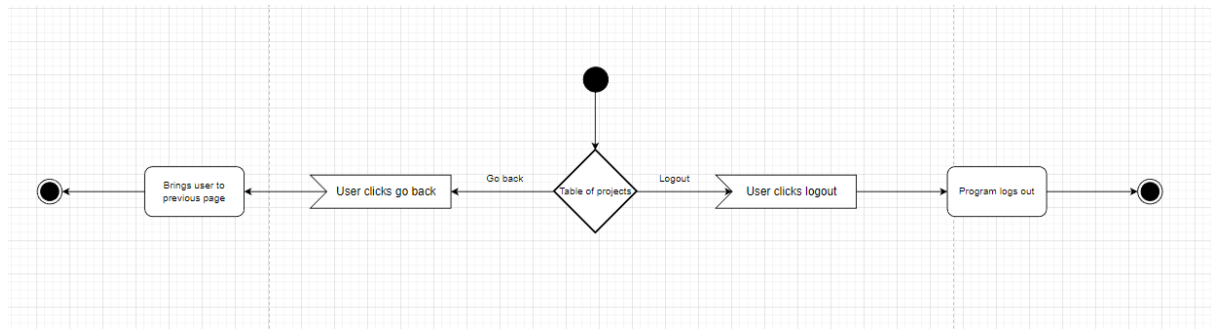 Brings user to
previous page
User clicks go back
Go back
Table of projects
Logout
User clicks logout
Program logs out